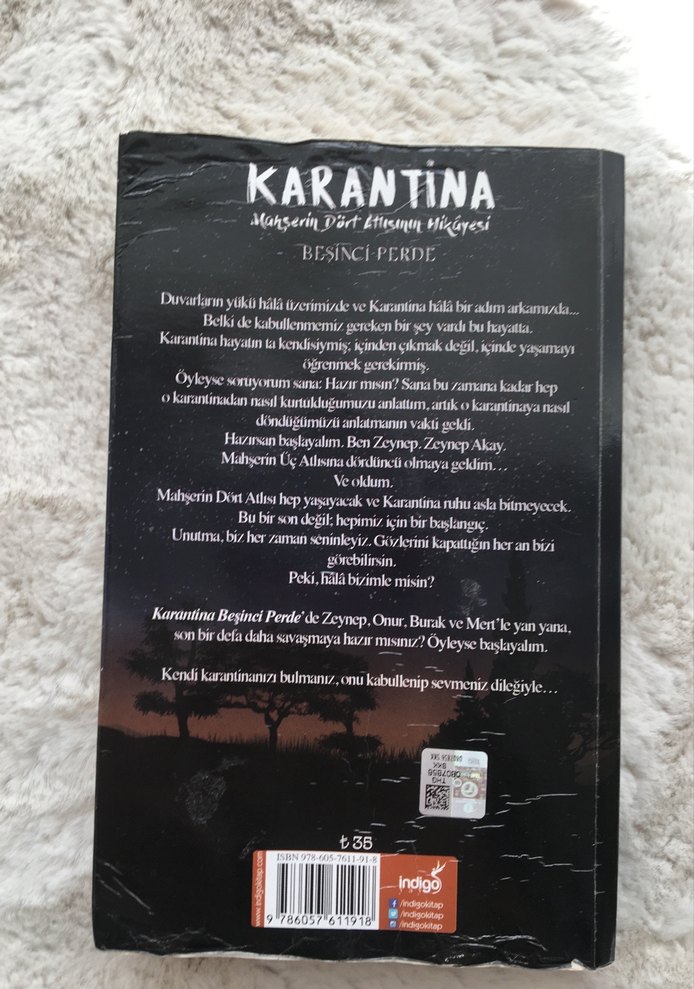 KARANTİNA
Mahşerin Dört Atlısının Hikâyesi
BEŞİNCİ PERDE
Duvarların yükü hâlâ üzerimizde ve Karantina hâlâ bir adım arkamızda...
Belki de kabullenmemiz gereken bir şey vardı bu hayatta.
Karantina hayatın ta kendisiymiş; içinden çıkmak değil, içinde yaşamayı
öğrenmek gerekirmiş.
Öyleyse soruyorum sana: Hazır mısın? Sana bu zamana kadar hep
o karantinadan nasıl kurtulduğumuzu anlattım, artık o karantinaya nasıl
döndüğümüzü anlatmanın vakti geldi.
Hazırsan başlayalım. Ben Zeynep. Zeynep Akay.
Mahşerin Üç Atlısına dördüncü olmaya geldim...
Ve oldum.
Mahşerin Dört Atlısı hep yaşayacak ve Karantina ruhu asla bitmeyecek.
Bu bir son değil; hepimiz için bir başlangıç.
Unutma, biz her zaman seninleyiz. Gözlerini kapattığın her an bizi
görebilirsin.
Peki, hâlâ bizimle misin?
Karantina Beşinci Perde'de Zeynep, Onur, Burak ve Mert'le yan yana,
son bir defa daha savaşmaya hazır mısınız? Öyleyse başlayalım.
Kendi karantinanızı bulmanız, onu kabullenip sevmeniz dileğiyle...
THG
BKK
₺ 35
ISBN 978-605-7611-91-8
9 786057 611918
www.indigokitap.com
indigo
/indigokitap
/indigokitap
/indigokitap